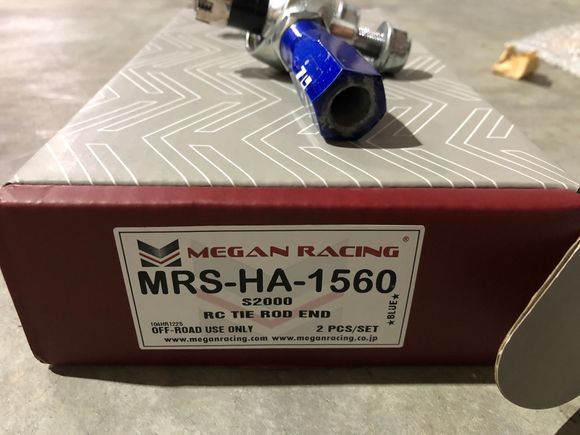 MEGAN RACING®
MRS-HA-1560
S2000
RC TIE ROD END
106HR1225
OFF-ROAD USE ONLY 2 PCS/SET
www.meganracing.com www.meganracing.co.jp
★BLUE★